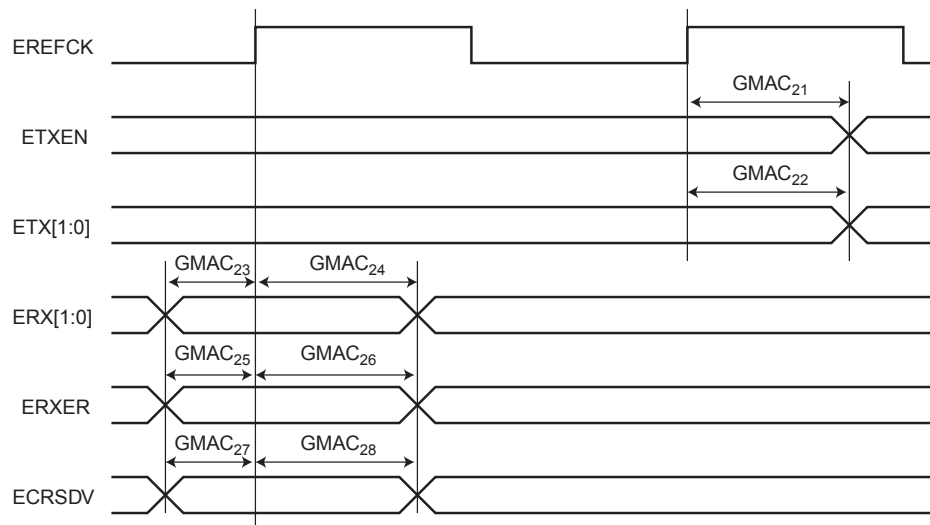 EREFCK
GMAC21
ETXEN
GMAC22
ETX[1:0]
GMAC23 GMAC24
ERX[1:0]
GMAC25 GMAC26
ERXER
GMAC27 GMAC28
ECRSDV